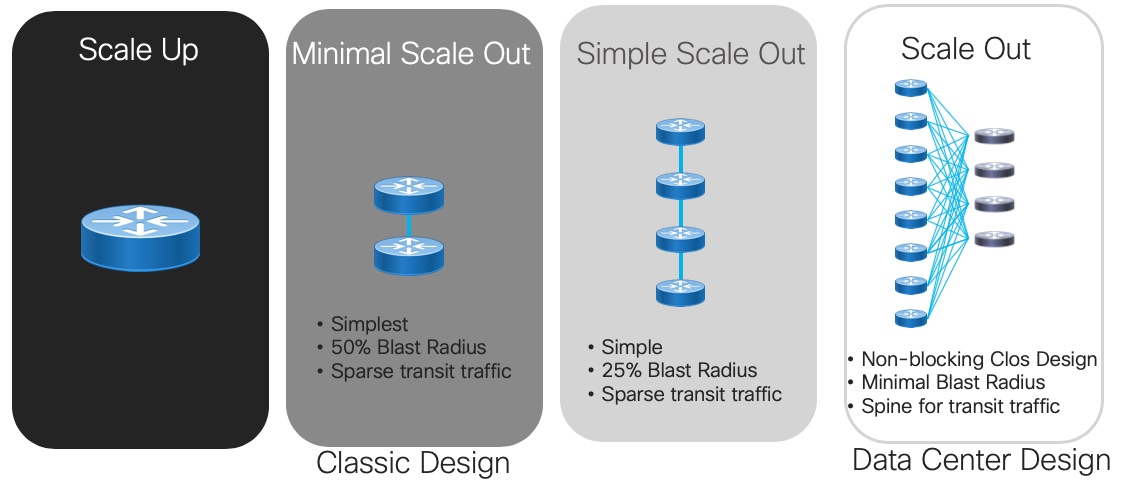 Scale Up
Minimal Scale Out
• Simplest
• 50% Blast Radius
• Sparse transit traffic
Simple Scale Out
• Simple
• 25% Blast Radius
• Sparse transit traffic
Scale Out
• Non-blocking Clos Design
• Minimal Blast Radius
• Spine for transit traffic
Classic Design
Data Center Design